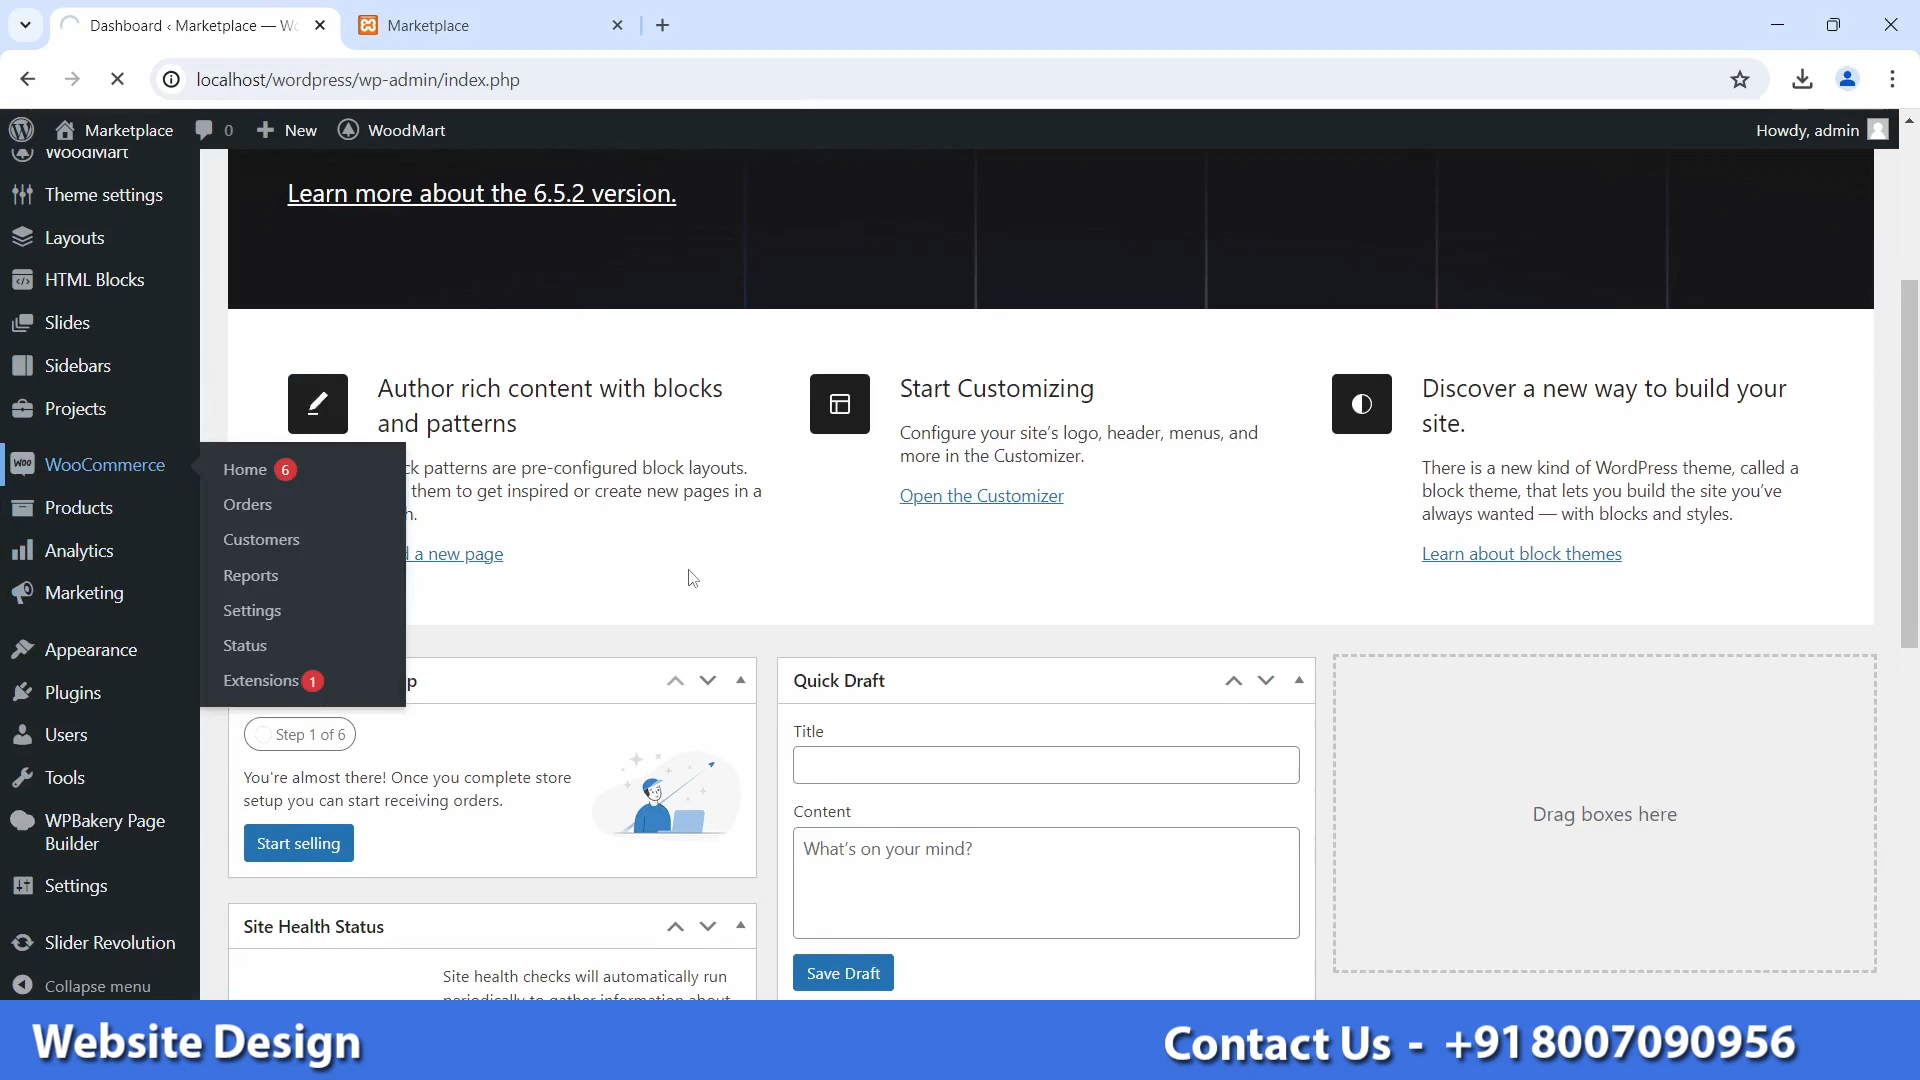 Dashboard ‹ Marketplace — Wo
Marketplace
localhost/wordpress/wp-admin/index.php
Marketplace
0
New
WoodMart
Howdy, admin
WoodMart
Theme settings
Layouts
HTML Blocks
Slides
Sidebars
Projects
WooCommerce
Products
Analytics
Marketing
Appearance
Plugins
Users
Tools
WPBakery Page
Builder
Settings
Slider Revolution
Collapse menu
Home 6
Orders
Customers
Reports
Settings
Status
Extensions 1
Learn more about the 6.5.2 version.
Author rich content with blocks
and patterns
ck patterns are pre-configured block layouts.
them to get inspired or create new pages in a
n.
d a new page
Start Customizing
Configure your site's logo, header, menus, and
more in the Customizer.
Open the Customizer
Discover a new way to build your
site.
There is a new kind of WordPress theme, called a
block theme, that lets you build the site you've
always wanted — with blocks and styles.
Learn about block themes
p
Step 1 of 6
You're almost there! Once you complete store
setup you can start receiving orders.
Start selling
Site Health Status
Site health checks will automatically run
periodically to gather information about
Quick Draft
Title
Content
What's on your mind?
Save Draft
Drag boxes here
Website Design
Contact Us - +91 8007090956